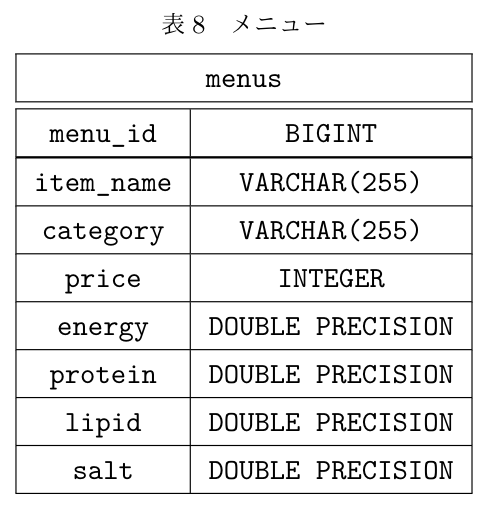 表 8　メニュー
menus
menu_id BIGINT
item_name VARCHAR(255)
category VARCHAR(255)
price INTEGER
energy DOUBLE PRECISION
protein DOUBLE PRECISION
lipid DOUBLE PRECISION
salt DOUBLE PRECISION